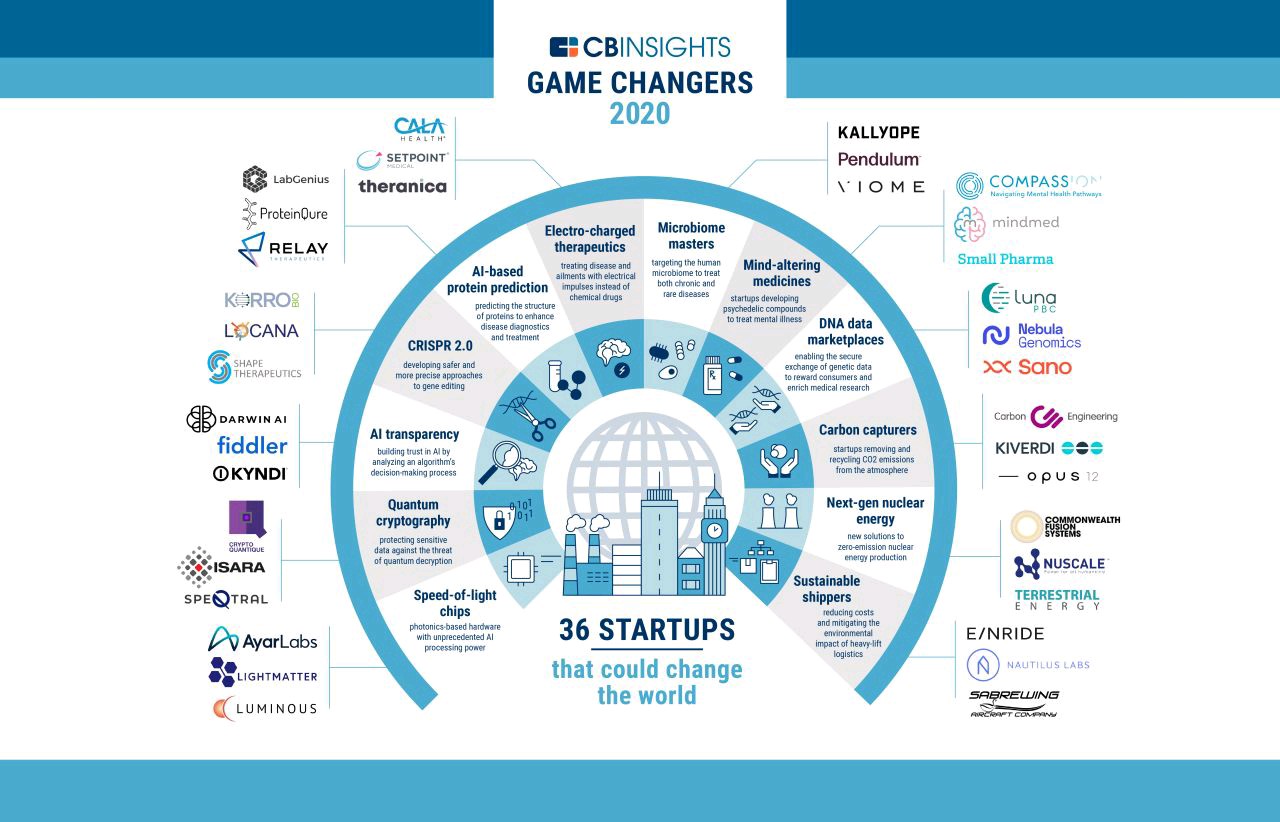 CBINSIGHTS
GAME CHANGERS
2020
CALA
HEALTH
SETPOINT
MEDICAL
theranica
LabGenius
ProteinQure
RELAY
THERAPEUTICS
KORRO BIO
LOCANA
SHAPE
THERAPEUTICS
DARWIN AI
fiddler
KYNDI
CRYPTO
QUANTIQUE
ISARA
SPEQTRAL
AyarLabs
LIGHTMATTER
LUMINOUS
KALLYOPE
Pendulum
VIOME
COMPASS
Navigating Mental Health Pathways
mindmed
Small Pharma
luna
PBC
Nebula
Genomics
Sano
Carbon Engineering
KIVERDI
opus 12
COMMONWEALTH
FUSION
SYSTEMS
NUSCALE
TERRESTRIAL
ENERGY
E/NRIDE
NAUTILUS LABS
SABREWING
AIRCRAFT COMPANY
Electro-charged
therapeutics
treating disease and
ailments with electrical
impulses instead of
chemical drugs
Microbiome
masters
targeting the human
microbiome to treat
both chronic and
rare diseases
AI-based
protein prediction
predicting the structure
of proteins to enhance
disease diagnostics
and treatment
Mind-altering
medicines
startups developing
psychedelic compounds
to treat mental illness
CRISPR 2.0
developing safer and
more precise approaches
to gene editing
DNA data
marketplaces
enabling the secure
exchange of genetic data
to reward consumers and
enrich medical research
AI transparency
building trust in AI by
analyzing an algorithm's
decision-making process
Carbon capturers
startups removing and
recycling CO2 emissions
from the atmosphere
Quantum
cryptography
protecting sensitive
data against the threat
of quantum decryption
Next-gen nuclear
energy
new solutions to
zero-emission nuclear
energy production
Speed-of-light
chips
photonics-based hardware
with unprecedented AI
processing power
Sustainable
shippers
reducing costs
and mitigating the
environmental
impact of heavy-lift
logistics
Rx
0101
1011
36 STARTUPS
that could change
the world